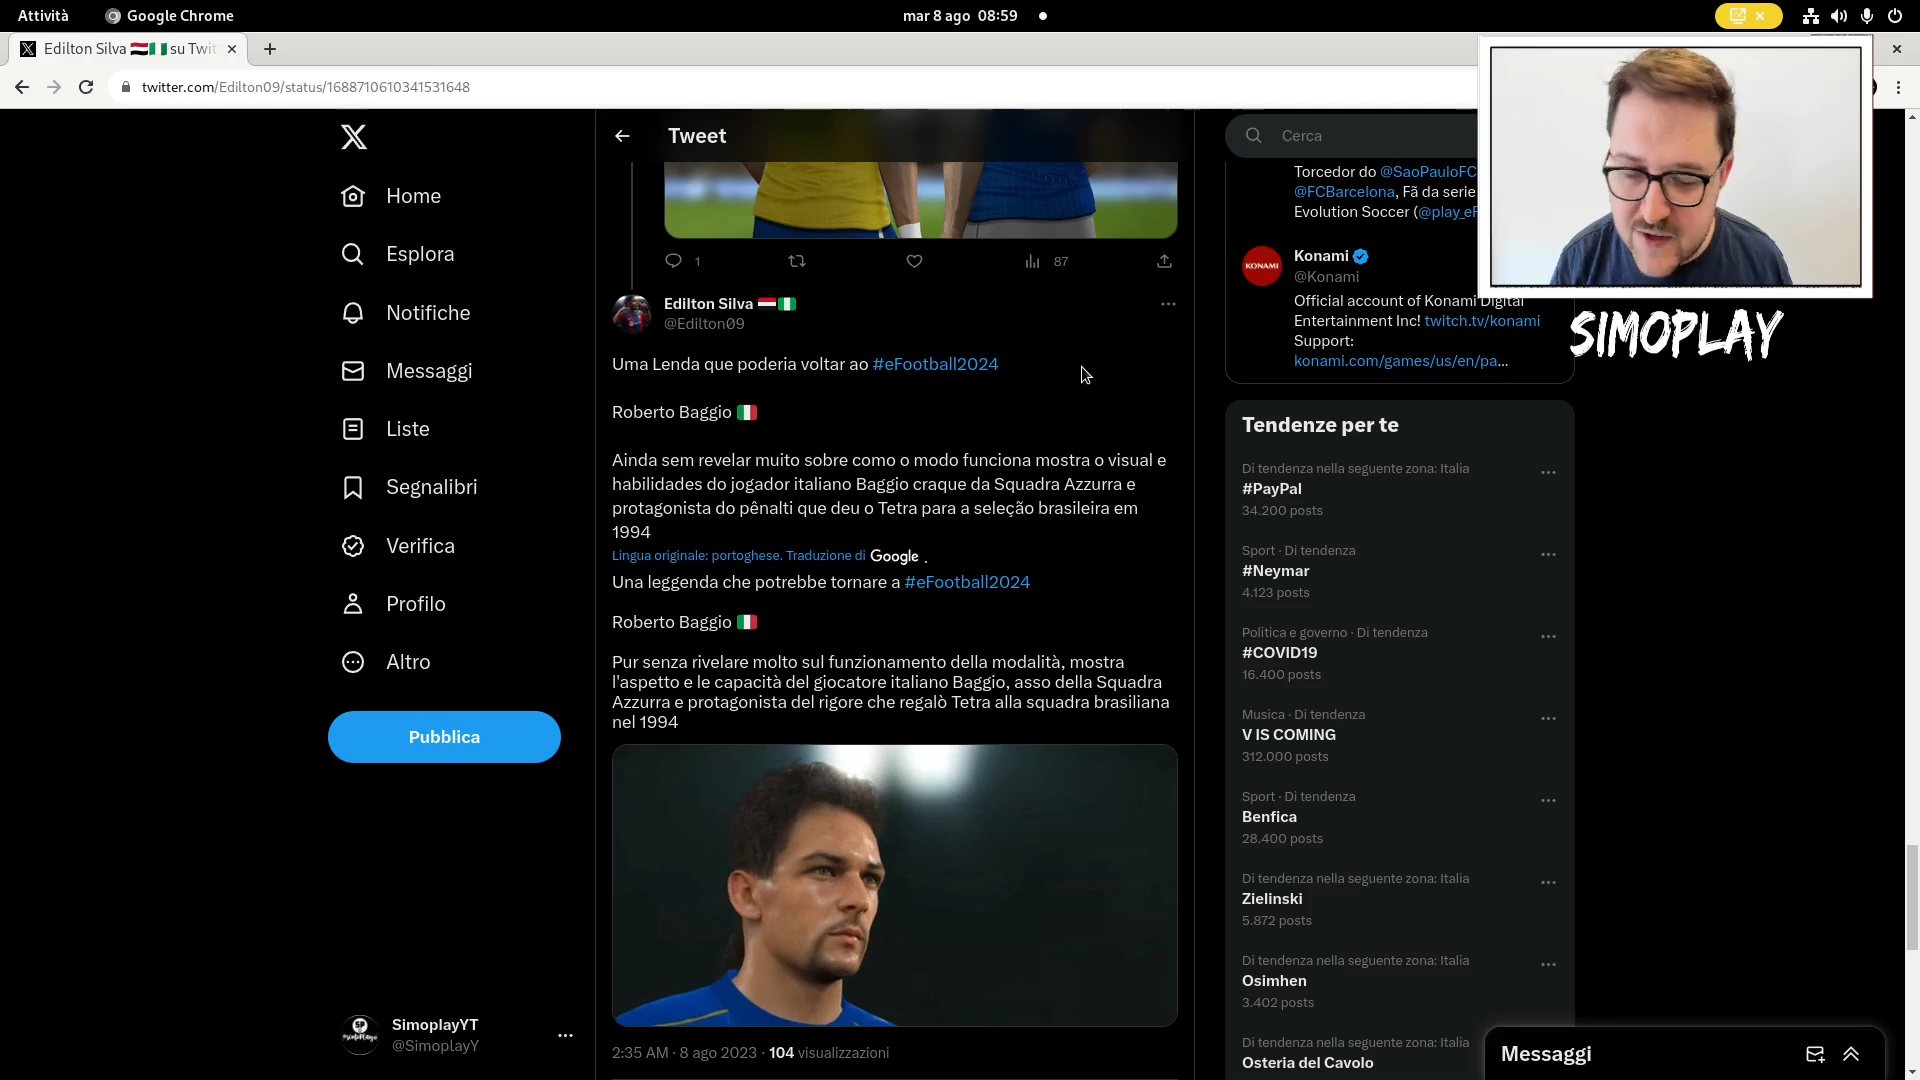 Attività
Google Chrome
mar 8 ago 08:59
Edilton Silva su Twit
twitter.com/Edilton09/status/1688710610341531648
Home
Esplora
Notifiche
Messaggi
Liste
Segnalibri
Verifica
Profilo
Altro
Pubblica
SimoplayYT
@SimoplayY
Tweet
1
87
Edilton Silva
@Edilton09
Uma Lenda que poderia voltar ao #eFootball2024
Roberto Baggio
Ainda sem revelar muito sobre como o modo funciona mostra o visual e
habilidades do jogador italiano Baggio craque da Squadra Azzurra e
protagonista do pênalti que deu o Tetra para a seleção brasileira em
1994
Lingua originale: portoghese. Traduzione di Google .
Una leggenda che potrebbe tornare a #eFootball2024
Roberto Baggio
Pur senza rivelare molto sul funzionamento della modalità, mostra
l'aspetto e le capacità del giocatore italiano Baggio, asso della Squadra
Azzurra e protagonista del rigore che regalò Tetra alla squadra brasiliana
nel 1994
2:35 AM · 8 ago 2023 · 104 visualizzazioni
Cerca
Torcedor do @SaoPauloFC
@FCBarcelona, Fã da serie
Evolution Soccer (@play_eF
KONAMI
Konami
@Konami
Official account of Konami Digital
Entertainment Inc! twitch.tv/konami
Support:
konami.com/games/us/en/pa…
SIMOPLAY
Tendenze per te
Di tendenza nella seguente zona: Italia
#PayPal
34.200 posts
Sport · Di tendenza
#Neymar
4.123 posts
Politica e governo · Di tendenza
#COVID19
16.400 posts
Musica · Di tendenza
V IS COMING
312.000 posts
Sport · Di tendenza
Benfica
28.400 posts
Di tendenza nella seguente zona: Italia
Zielinski
5.872 posts
Di tendenza nella seguente zona: Italia
Osimhen
3.402 posts
Di tendenza nella seguente zona: Italia
Osteria del Cavolo
Messaggi